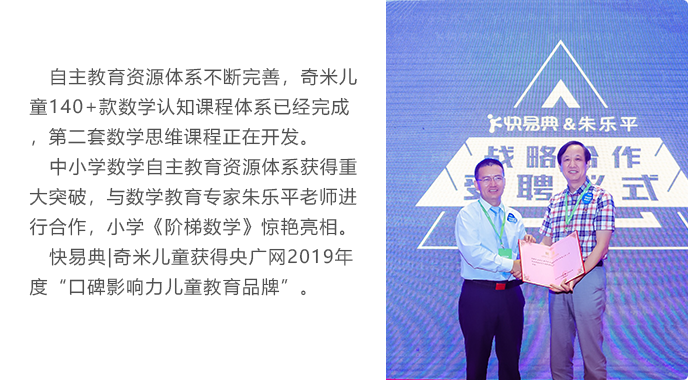 自主教育资源体系不断完善，奇米儿
童140+款数学认知课程体系已经完成
，第二套数学思维课程正在开发。
中小学数学自主教育资源体系获得重
大突破，与数学教育专家朱乐平老师进
行合作，小学《阶梯数学》惊艳亮相。
快易典|奇米儿童获得央广网2019年
度“口碑影响力儿童教育品牌”。
快易典&朱乐平
战略合作
聘 仪式